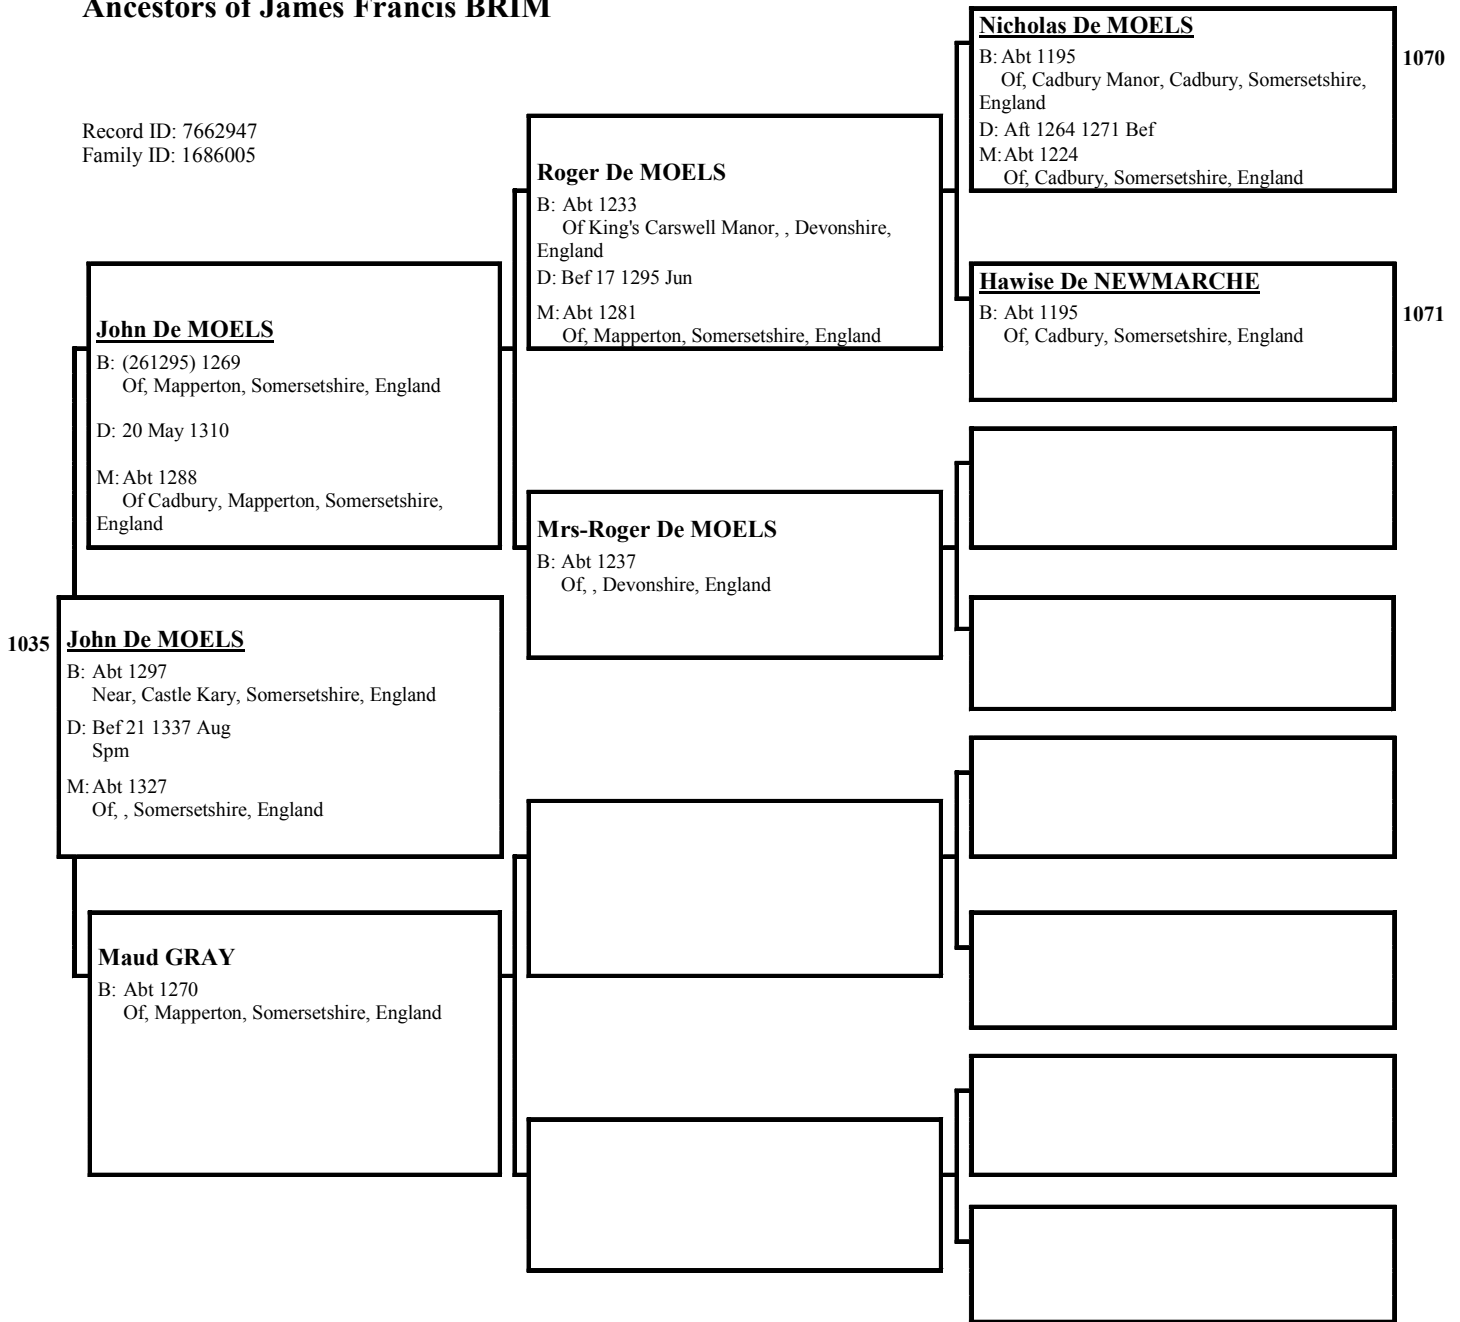 Ancestors of James Francis BRIM
Record ID: 7662947
Family ID: 1686005
1035
John De MOELS
B: Abt 1297
Near, Castle Kary, Somersetshire, England
D: Bef 21 1337 Aug
Spm
M: Abt 1327
Of, , Somersetshire, England
John De MOELS
B: (261295) 1269
Of, Mapperton, Somersetshire, England
D: 20 May 1310
M: Abt 1288
Of Cadbury, Mapperton, Somersetshire,
England
Maud GRAY
B: Abt 1270
Of, Mapperton, Somersetshire, England
Roger De MOELS
B: Abt 1233
Of King's Carswell Manor, , Devonshire,
England
D: Bef 17 1295 Jun
M: Abt 1281
Of, Mapperton, Somersetshire, England
Mrs-Roger De MOELS
B: Abt 1237
Of, , Devonshire, England
Nicholas De MOELS
B: Abt 1195
Of, Cadbury Manor, Cadbury, Somersetshire,
England
D: Aft 1264 1271 Bef
M: Abt 1224
Of, Cadbury, Somersetshire, England
1070
Hawise De NEWMARCHE
B: Abt 1195
Of, Cadbury, Somersetshire, England
1071